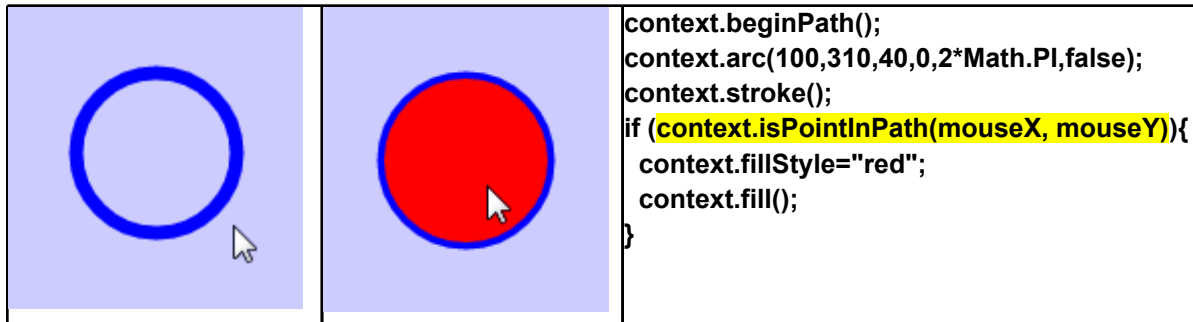 context.beginPath();
context.arc(100,310,40,0,2*Math.PI,false);
context.stroke();
if (context.isPointInPath(mouseX, mouseY)){
context.fillStyle="red";
context.fill();
}